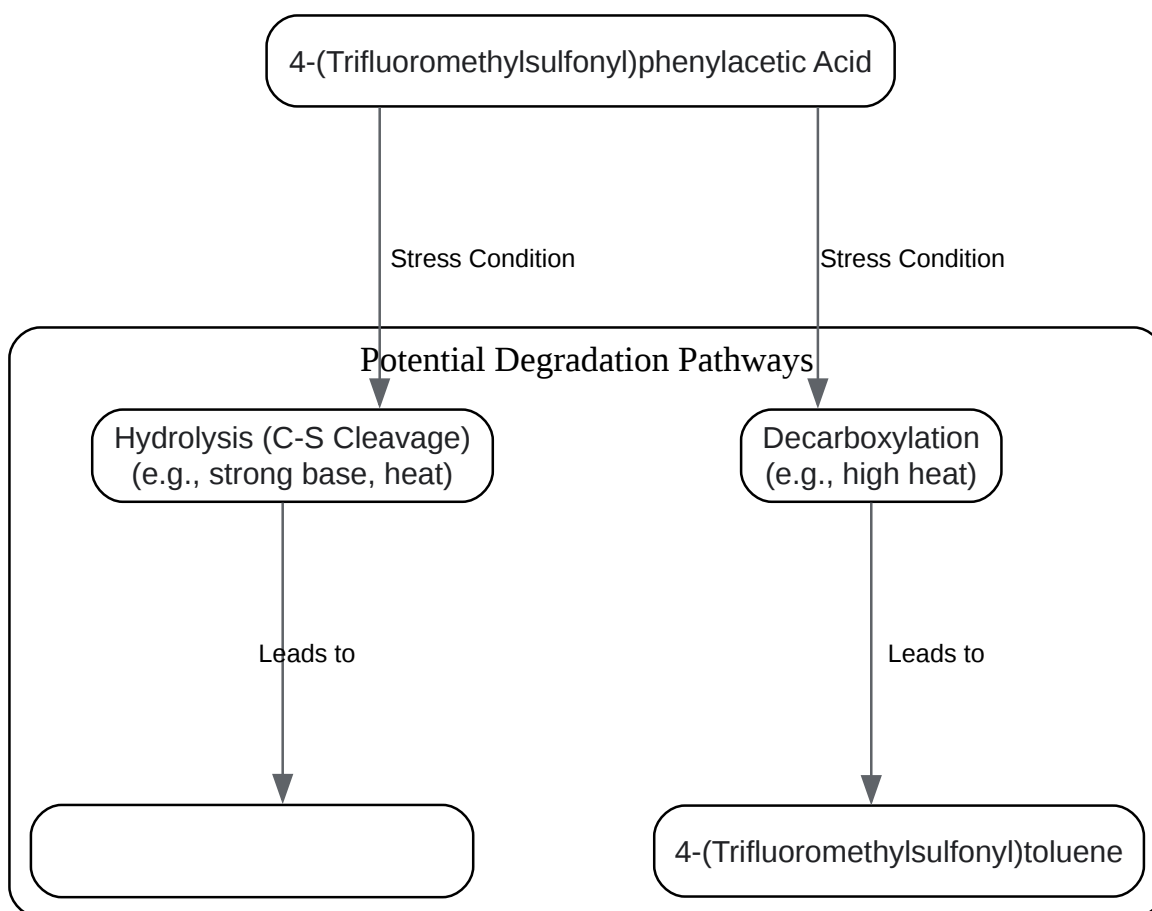 4-(Trifluoromethylsulfonyl)phenylacetic Acid
Stress Condition
Stress Condition
Potential Degradation Pathways
Hydrolysis (C-S Cleavage)
(e.g., strong base, heat)
Decarboxylation
(e.g., high heat)
Leads to
Leads to
4-(Trifluoromethylsulfonyl)toluene